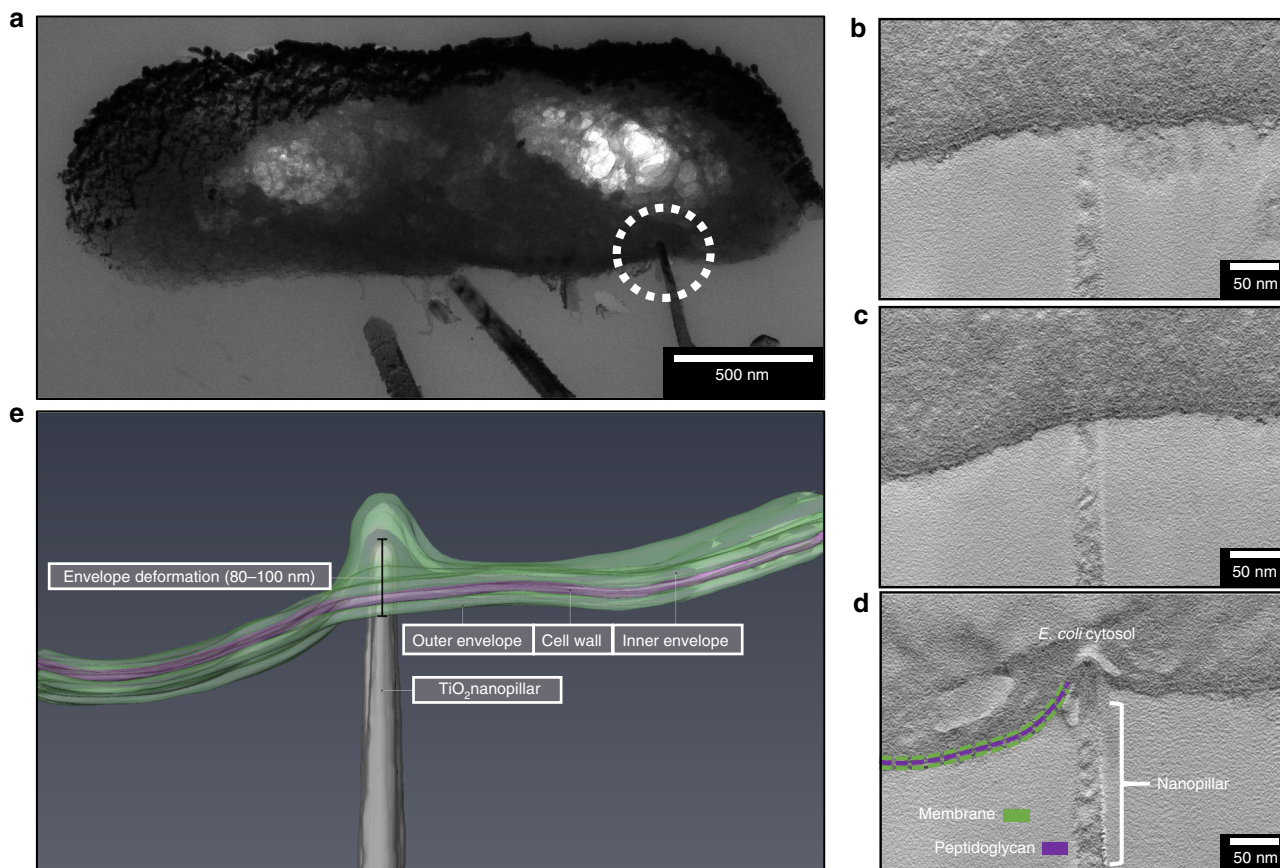 a
500 nm
b
50 nm
c
50 nm
d
E. coli cytosol
Nanopillar
Membrane
Peptidoglycan
50 nm
e
Envelope deformation (80–100 nm)
Outer envelope
Cell wall
Inner envelope
TiO₂nanopillar